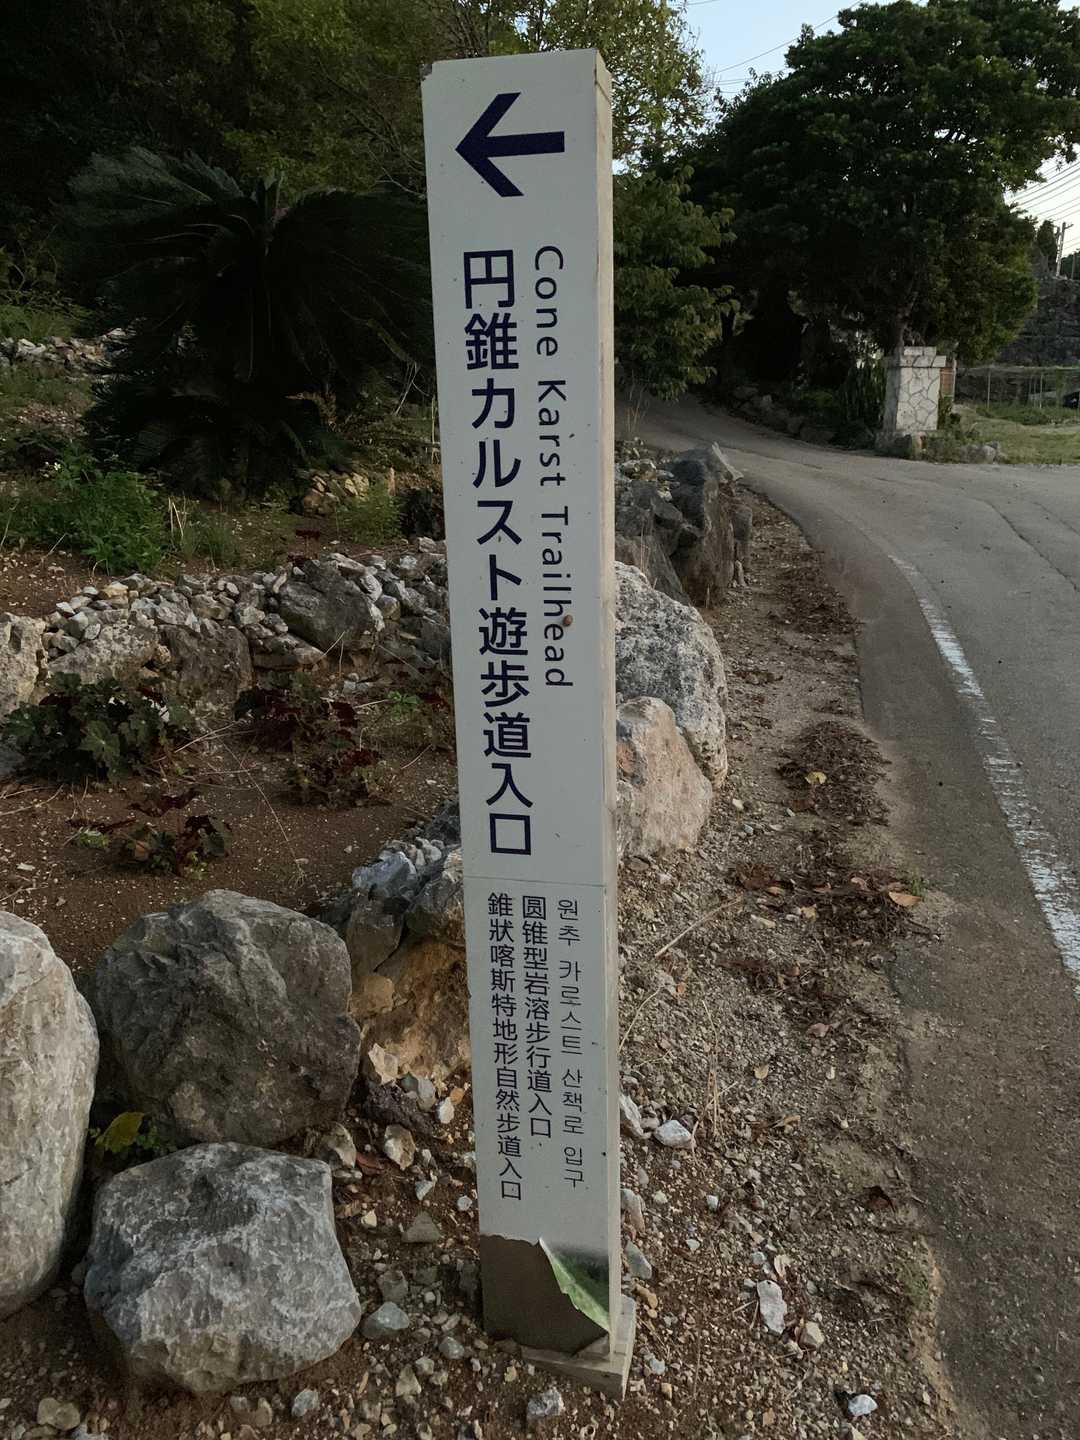 ←
円錐カルスト遊歩道入口
Cone Karst Trailhead
원추 카로스트 산책로 입구
圆锥型岩溶步行道入口
錐狀喀斯特地形自然步道入口